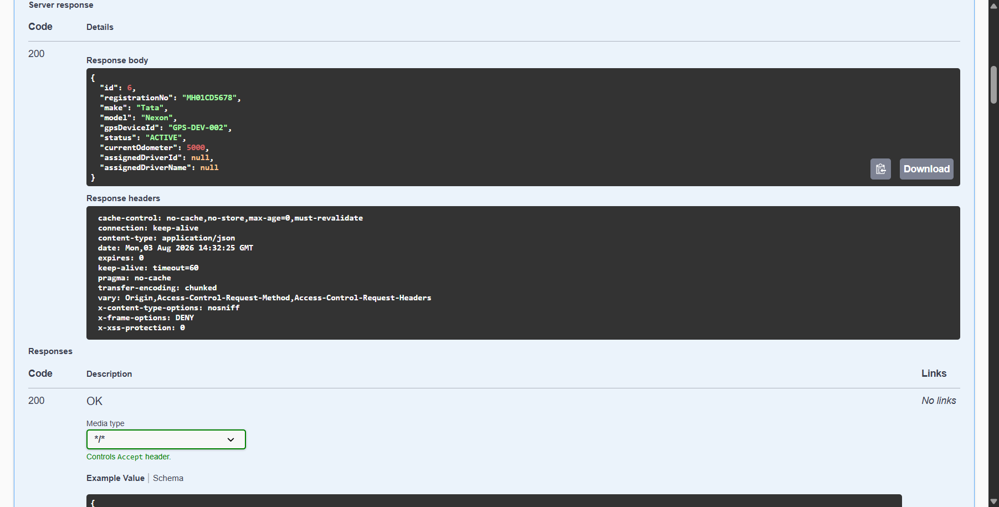 Server response
Code Details
200
Response body
{
  "id": 6,
  "registrationNo": "MH01CD5678",
  "make": "Tata",
  "model": "Nexon",
  "gpsDeviceId": "GPS-DEV-002",
  "status": "ACTIVE",
  "currentOdometer": 5000,
  "assignedDriverId": null,
  "assignedDriverName": null
}
Download
Response headers
cache-control: no-cache,no-store,max-age=0,must-revalidate
connection: keep-alive
content-type: application/json
date: Mon,03 Aug 2026 14:32:25 GMT
expires: 0
keep-alive: timeout=60
pragma: no-cache
transfer-encoding: chunked
vary: Origin,Access-Control-Request-Method,Access-Control-Request-Headers
x-content-type-options: nosniff
x-frame-options: DENY
x-xss-protection: 0
Responses
Code Description Links
200 OK No links
Media type
*/*
Controls Accept header.
Example Value Schema
{